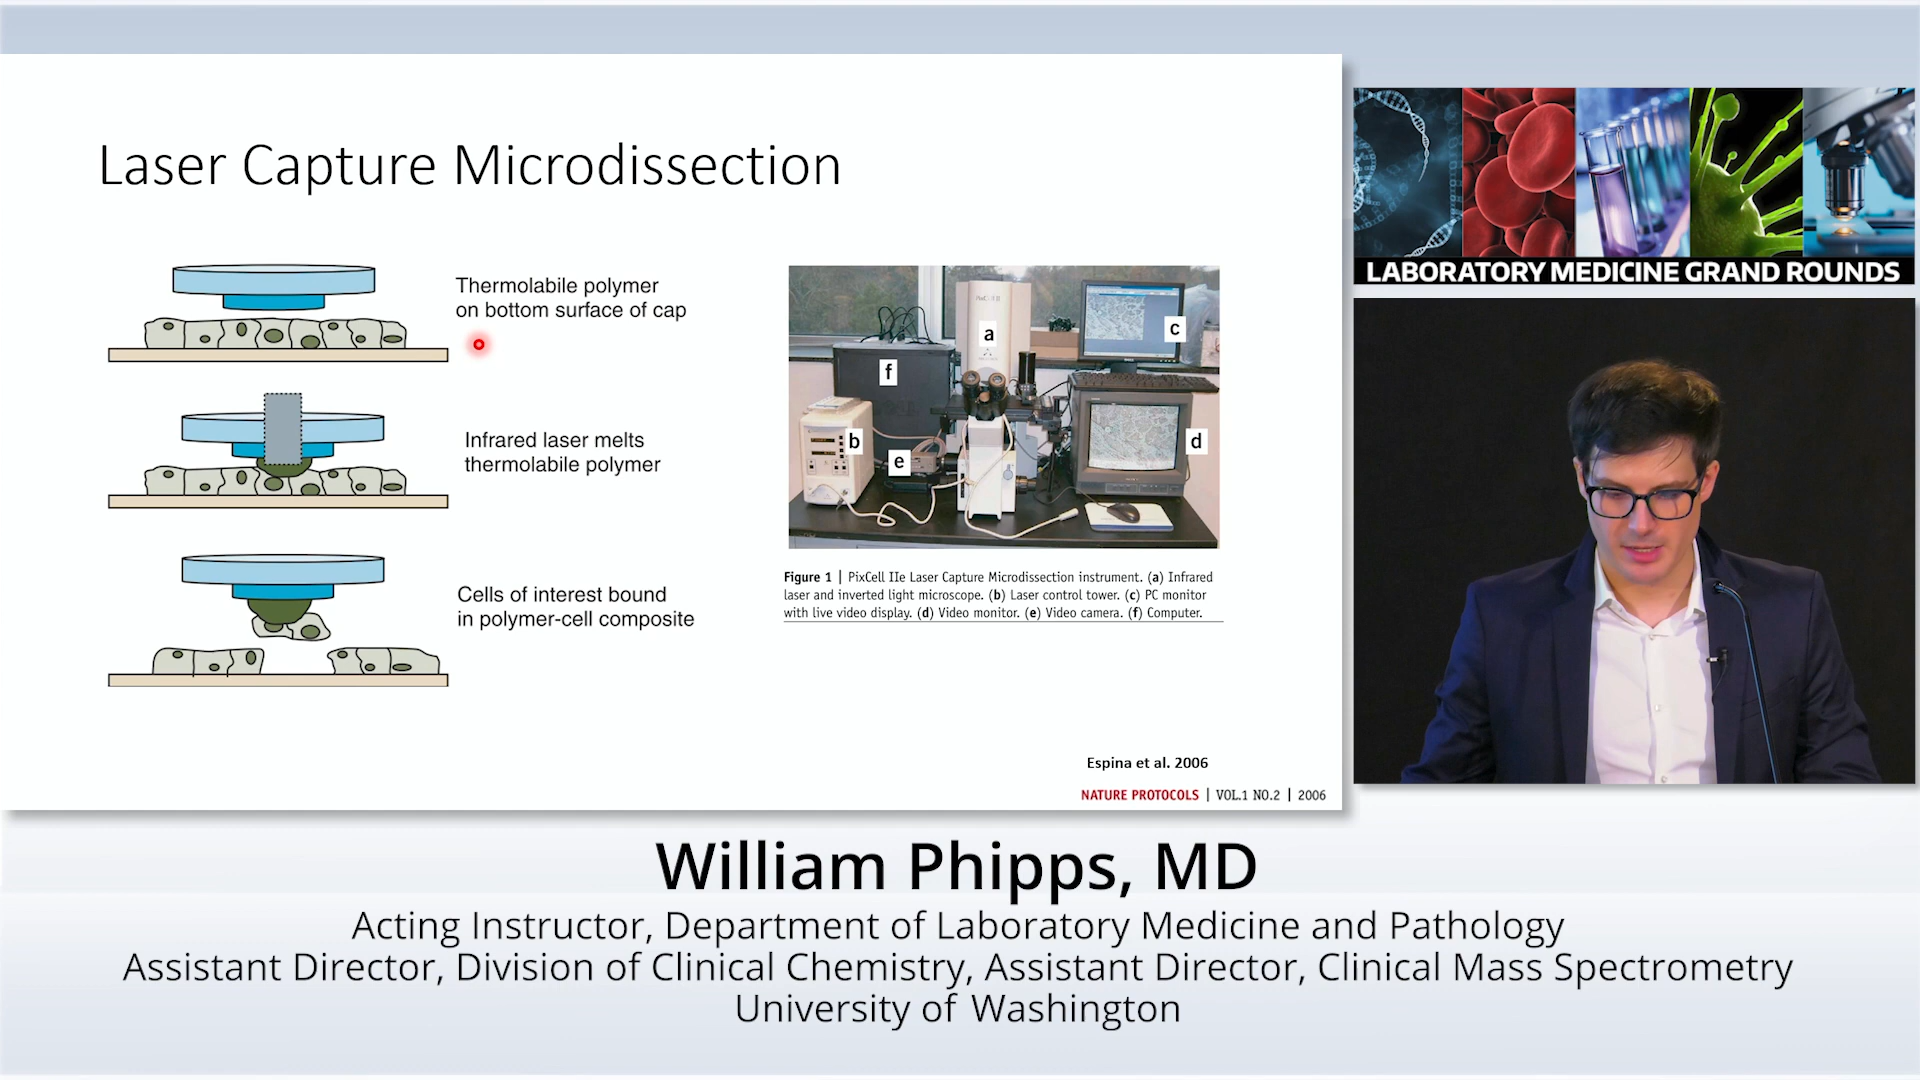 Laser Capture Microdissection
Thermolabile polymer
on bottom surface of cap
Infrared laser melts
thermolabile polymer
Cells of interest bound
in polymer-cell composite
a
b
c
d
e
f
Figure 1 | PixCell IIe Laser Capture Microdissection instrument. (a) Infrared
laser and inverted light microscope. (b) Laser control tower. (c) PC monitor
with live video display. (d) Video monitor. (e) Video camera. (f) Computer.
Espina et al. 2006
NATURE PROTOCOLS | VOL.1 NO.2 | 2006
LABORATORY MEDICINE GRAND ROUNDS
William Phipps, MD
Acting Instructor, Department of Laboratory Medicine and Pathology
Assistant Director, Division of Clinical Chemistry, Assistant Director, Clinical Mass Spectrometry
University of Washington